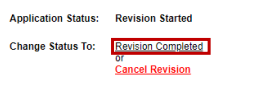 Application Status: Revision Started
Change Status To: Revision Completed
or
Cancel Revision